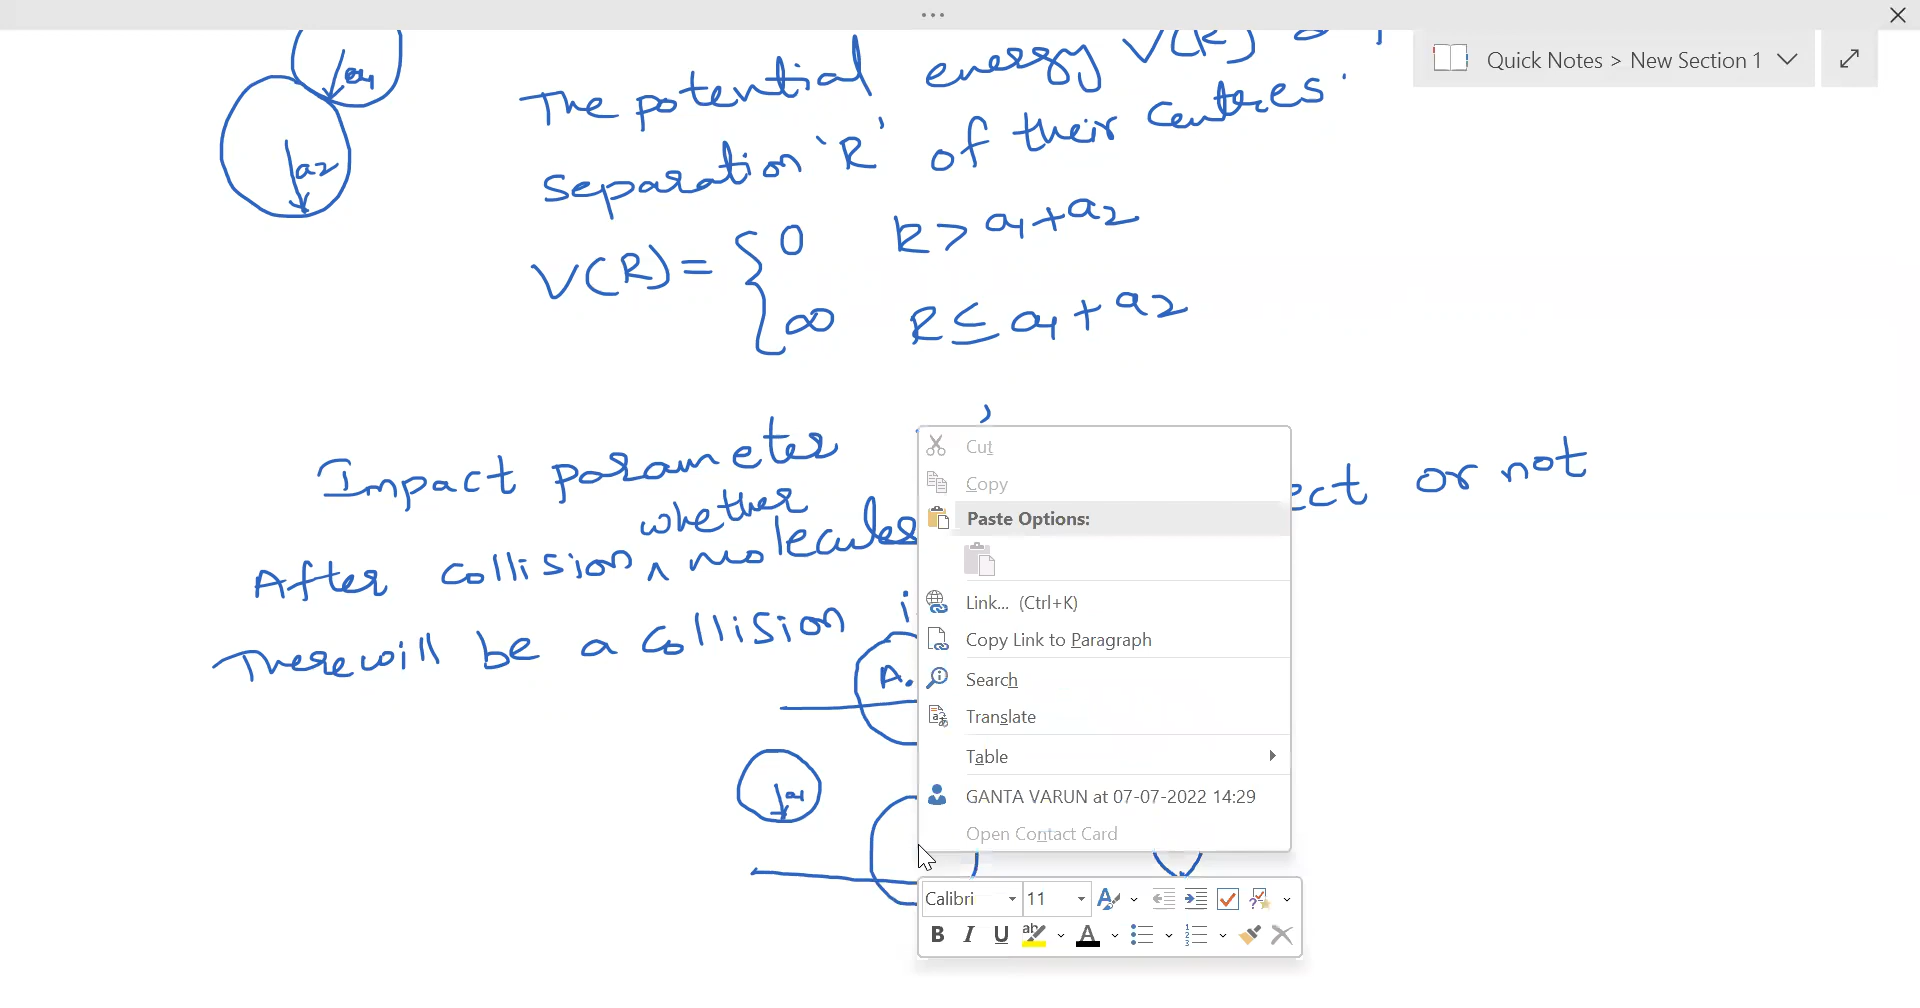 Quick Notes > New Section 1
a1
The potential energy V(R)
a2
separation 'R' of their centres.
V(R) = { 0 R > a1 + a2
∞ R ≤ a1 + a2
Impact parameter
whether
After collision ^ molecules ect or not
There will be a collision
A.
a1
Cut
Copy
Paste Options:
Link... (Ctrl+K)
Copy Link to Paragraph
Search
Translate
Table
GANTA VARUN at 07-07-2022 14:29
Open Contact Card
Calibri 11
B I U ab A